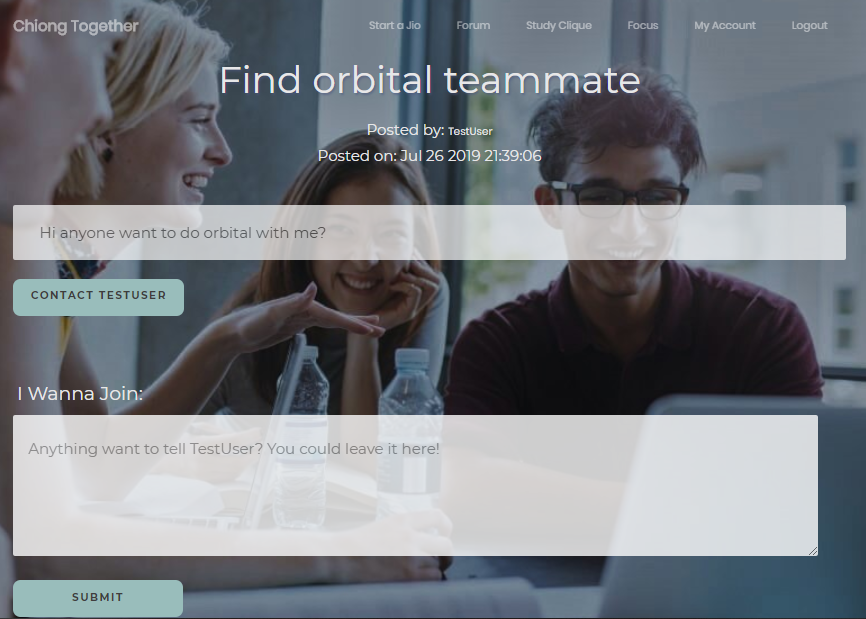 Chiong Together
Start a Jio Forum Study Clique Focus My Account Logout
Find orbital teammate
Posted by: TestUser
Posted on: Jul 26 2019 21:39:06
Hi anyone want to do orbital with me?
CONTACT TESTUSER
I Wanna Join:
Anything want to tell TestUser? You could leave it here!
SUBMIT